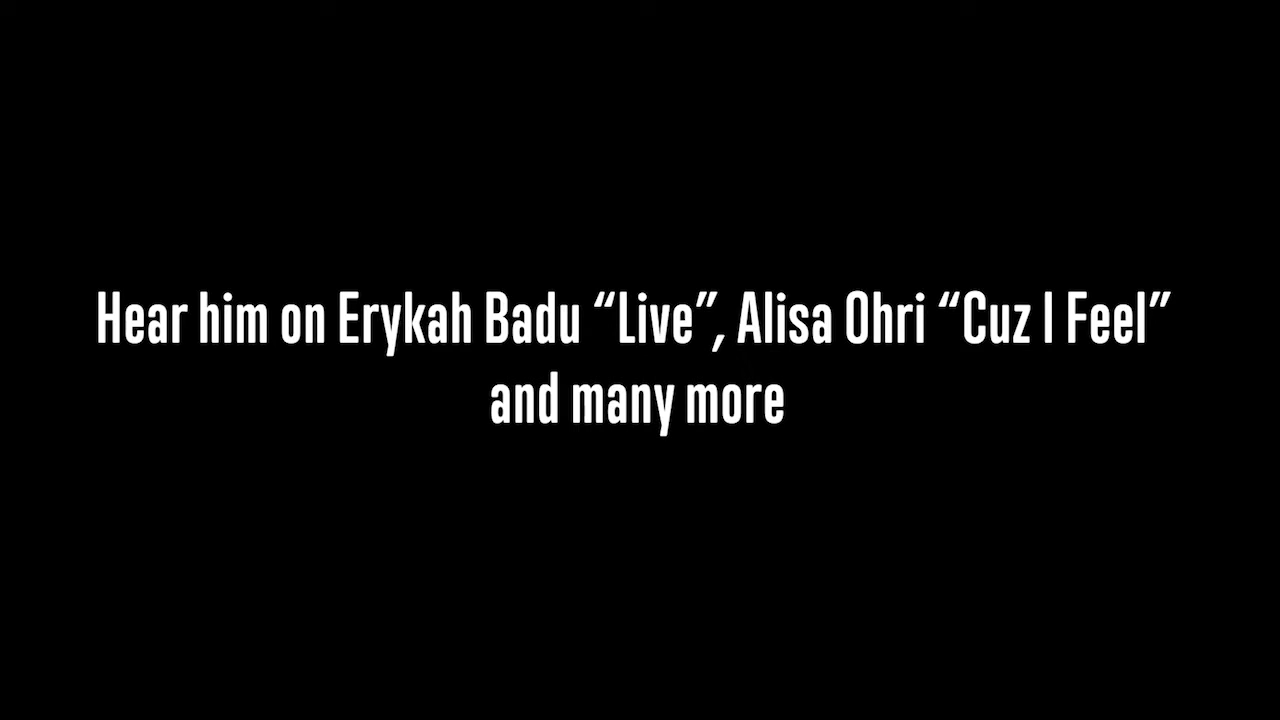 Hear him on Erykah Badu “Live”, Alisa Ohri “Cuz I Feel”
and many more